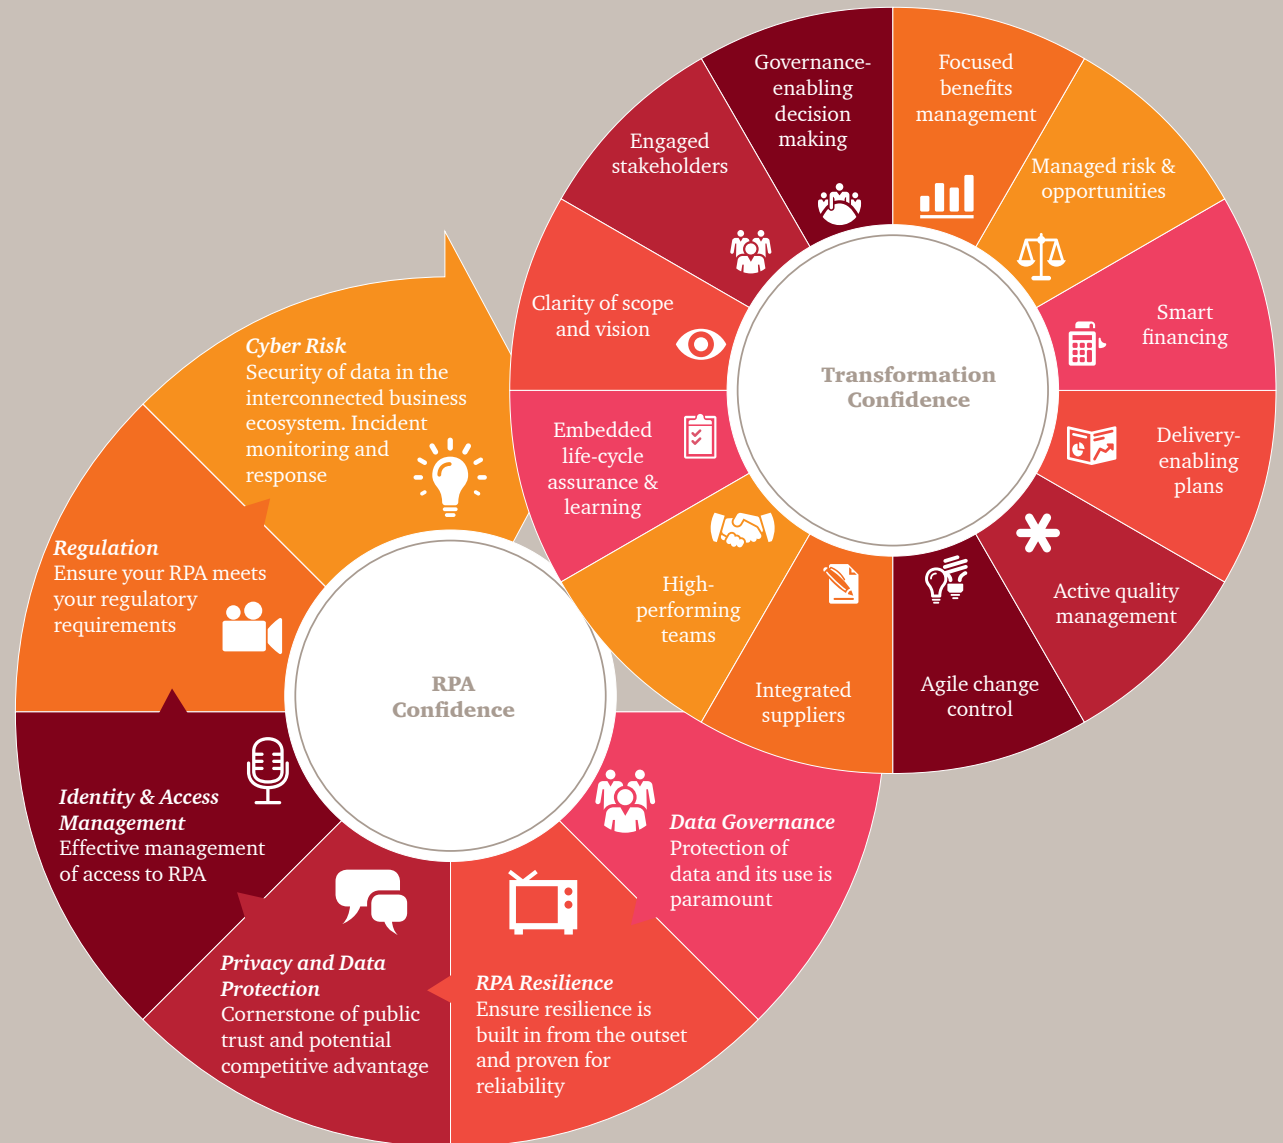 Governance-
enabling
decision
making
Focused
benefits
management
Managed risk &
opportunities
Smart
financing
Delivery-
enabling
plans
Active quality
management
Agile change
control
Integrated
suppliers
High-
performing
teams
Embedded
life-cycle
assurance &
learning
Clarity of scope
and vision
Engaged
stakeholders
Transformation
Confidence
Cyber Risk
Security of data in the
interconnected business
ecosystem. Incident
monitoring and
response
Regulation
Ensure your RPA meets
your regulatory
requirements
Identity & Access
Management
Effective management
of access to RPA
Privacy and Data
Protection
Cornerstone of public
trust and potential
competitive advantage
RPA Resilience
Ensure resilience is
built in from the outset
and proven for
reliability
Data Governance
Protection of
data and its use is
paramount
RPA
Confidence